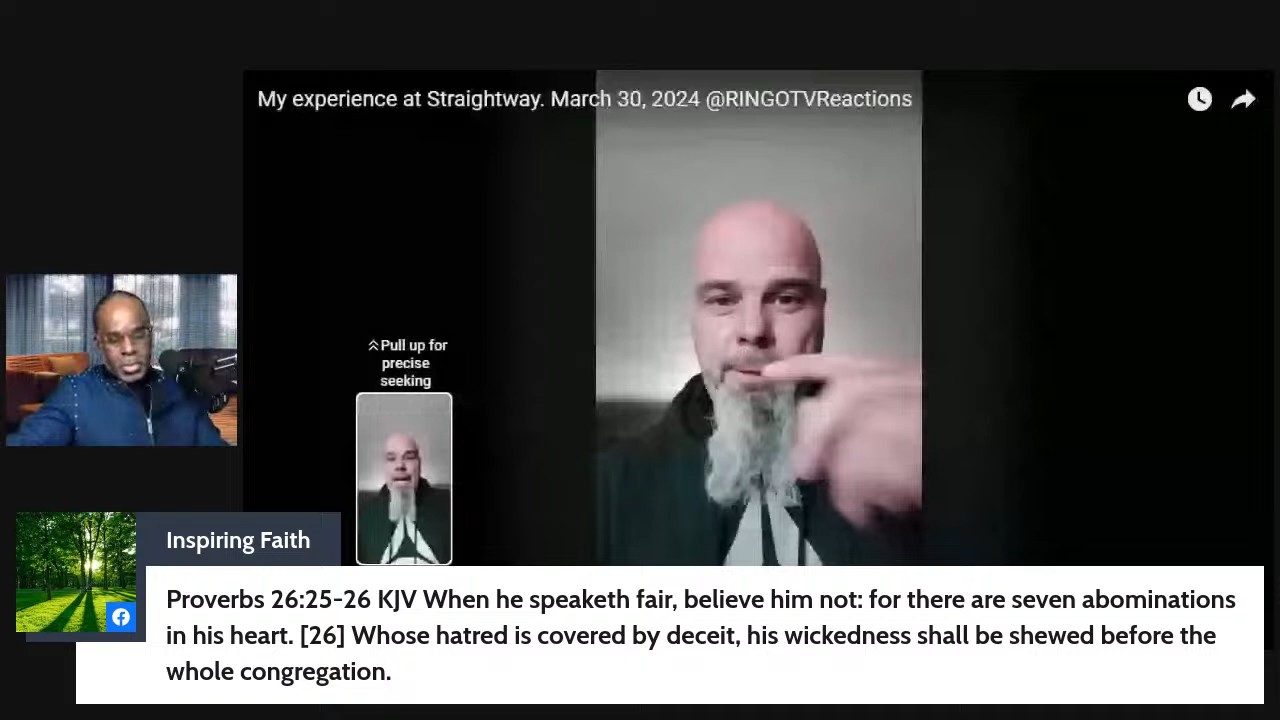 My experience at Straightway. March 30, 2024 @RINGOTVReactions
Pull up for
precise
seeking
Inspiring Faith
Proverbs 26:25-26 KJV When he speaketh fair, believe him not: for there are seven abominations
in his heart. [26] Whose hatred is covered by deceit, his wickedness shall be shewed before the
whole congregation.